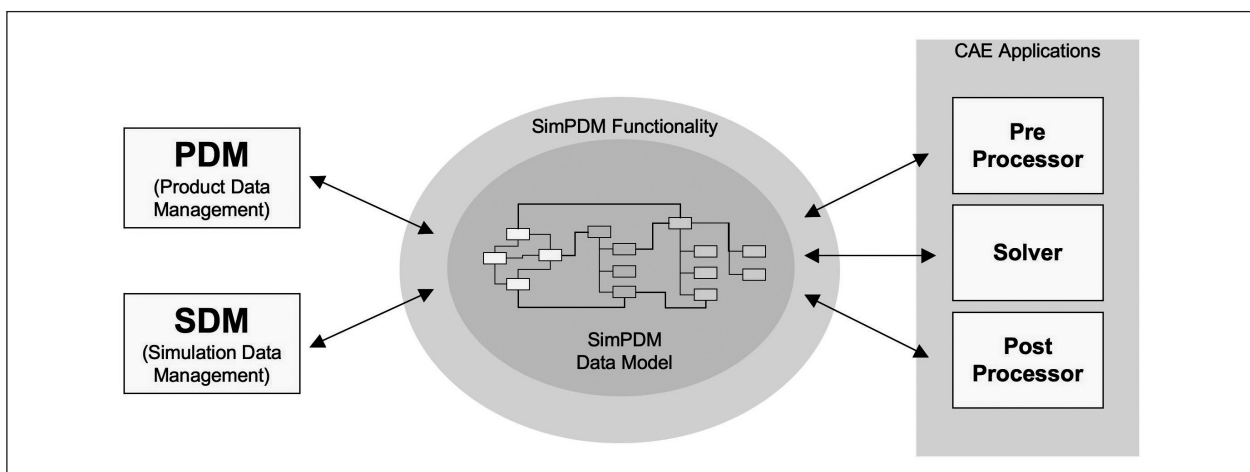 PDM
(Product Data
Management)
SDM
(Simulation Data
Management)
SimPDM Functionality
SimPDM
Data Model
CAE Applications
Pre
Processor
Solver
Post
Processor